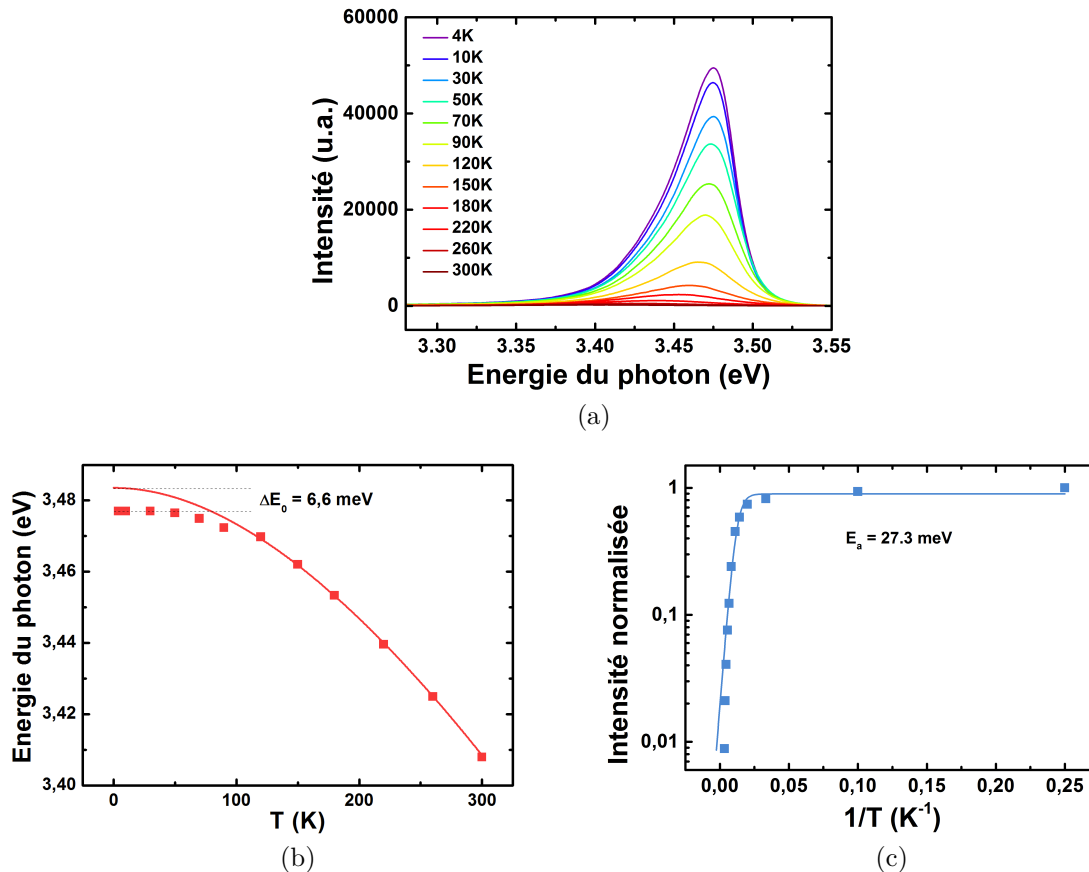 60000
40000
20000
0
Intensité (u.a.)
4K
10K
30K
50K
70K
90K
120K
150K
180K
220K
260K
300K
3.30 3.35 3.40 3.45 3.50 3.55
Energie du photon (eV)
(a)
3,48
3,46
3,44
3,42
3,40
Energie du photon (eV)
ΔE₀ = 6,6 meV
0 100 200 300
T (K)
(b)
1
0,1
0,01
Intensité normalisée
Eₐ = 27.3 meV
0,00 0,05 0,10 0,15 0,20 0,25
1/T (K⁻¹)
(c)